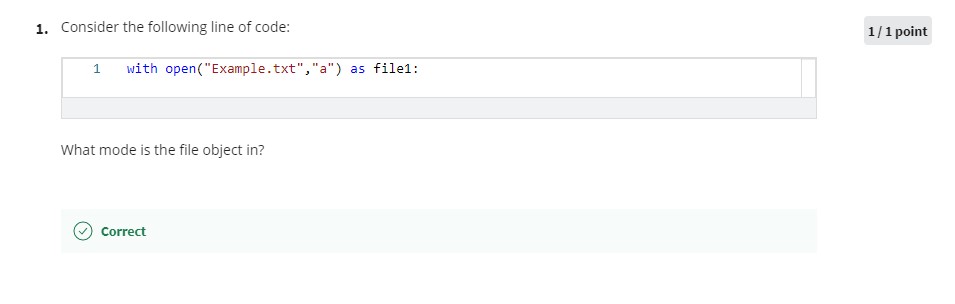 1. Consider the following line of code:
1/1 point
1 with open("Example.txt","a") as file1:
What mode is the file object in?
Correct